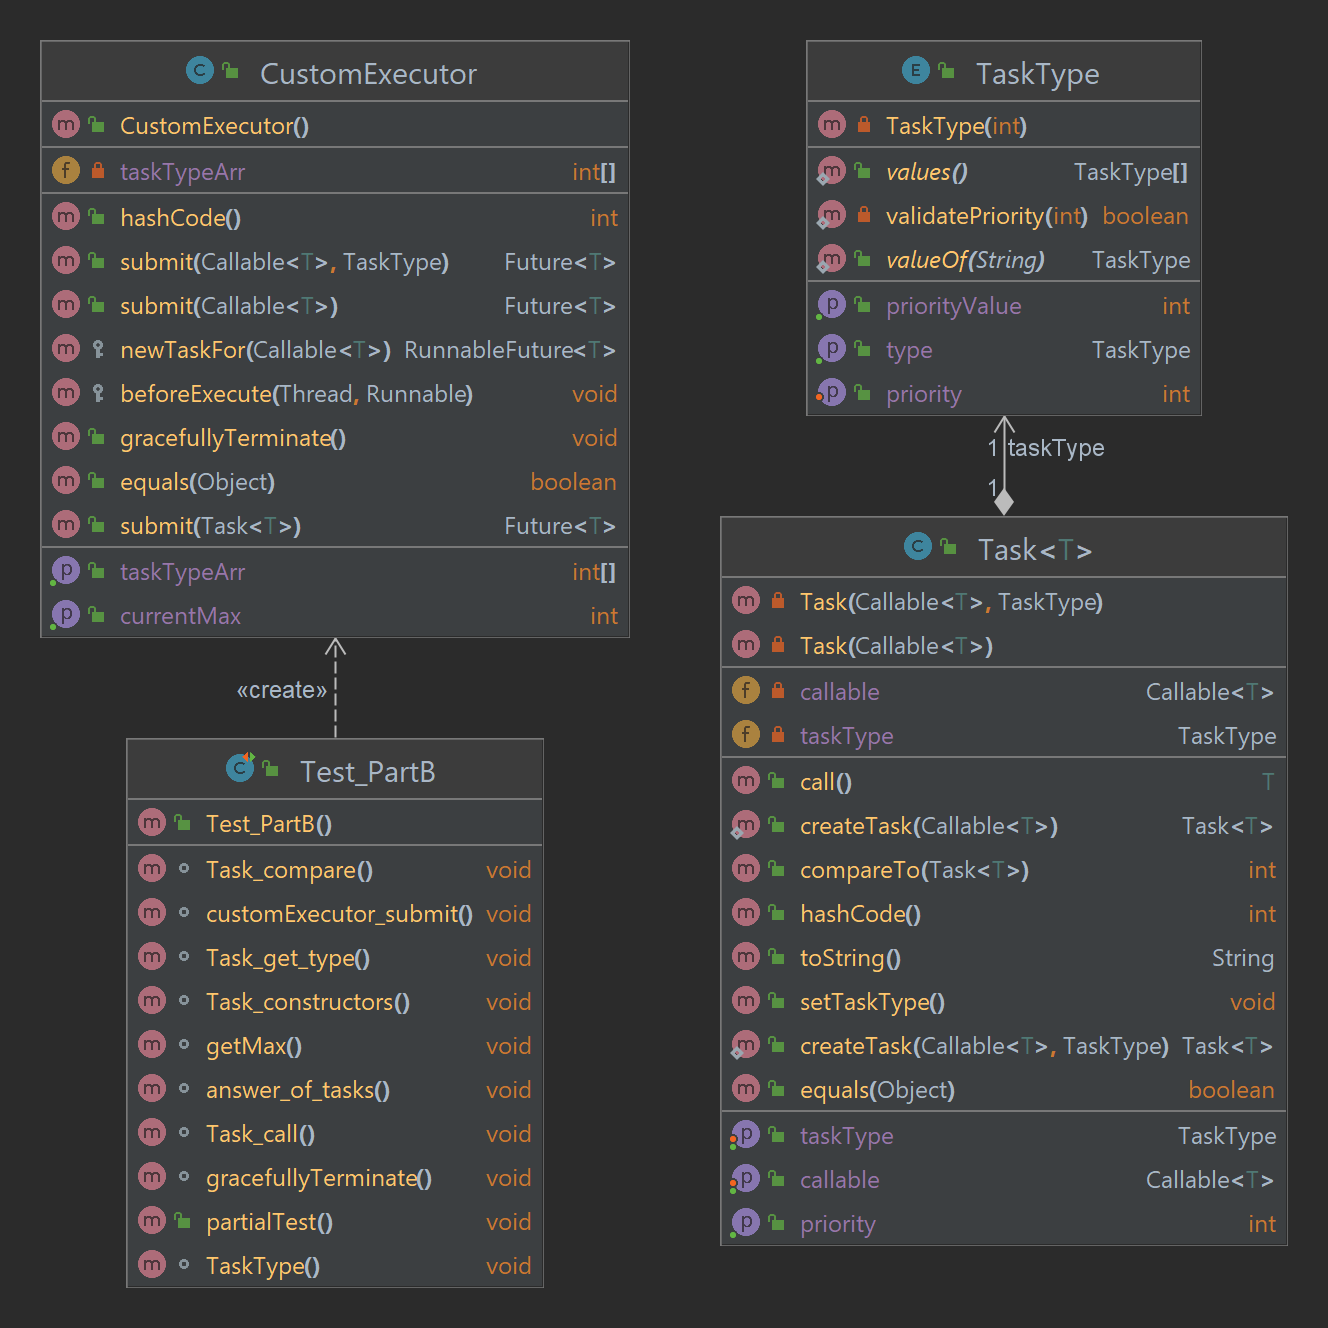 CustomExecutor
CustomExecutor()
taskTypeArr int[]
hashCode() int
submit(Callable<T>, TaskType) Future<T>
submit(Callable<T>) Future<T>
newTaskFor(Callable<T>) RunnableFuture<T>
beforeExecute(Thread, Runnable) void
gracefullyTerminate() void
equals(Object) boolean
submit(Task<T>) Future<T>
taskTypeArr int[]
currentMax int
«create»
Test_PartB
Test_PartB()
Task_compare() void
customExecutor_submit() void
Task_get_type() void
Task_constructors() void
getMax() void
answer_of_tasks() void
Task_call() void
gracefullyTerminate() void
partialTest() void
TaskType() void
TaskType
TaskType(int)
values() TaskType[]
validatePriority(int) boolean
valueOf(String) TaskType
priorityValue int
type TaskType
priority int
1 taskType
1
Task<T>
Task(Callable<T>, TaskType)
Task(Callable<T>)
callable Callable<T>
taskType TaskType
call() T
createTask(Callable<T>) Task<T>
compareTo(Task<T>) int
hashCode() int
toString() String
setTaskType() void
createTask(Callable<T>, TaskType) Task<T>
equals(Object) boolean
taskType TaskType
callable Callable<T>
priority int